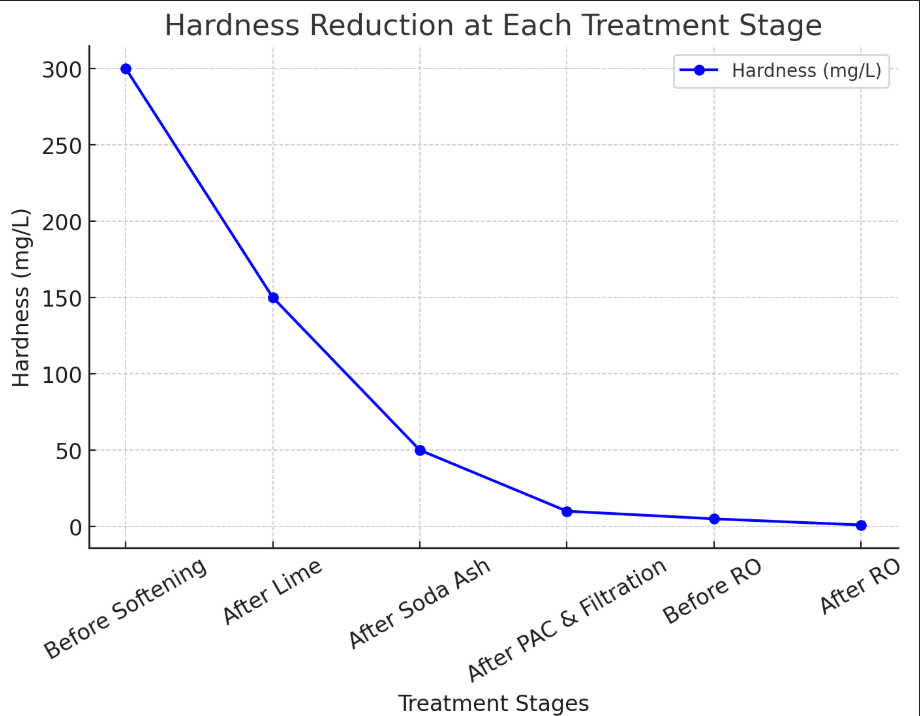 Hardness Reduction at Each Treatment Stage
Hardness (mg/L)
Hardness (mg/L)
300
250
200
150
100
50
0
Before Softening
After Lime
After Soda Ash
After PAC & Filtration
Before RO
After RO
Treatment Stages